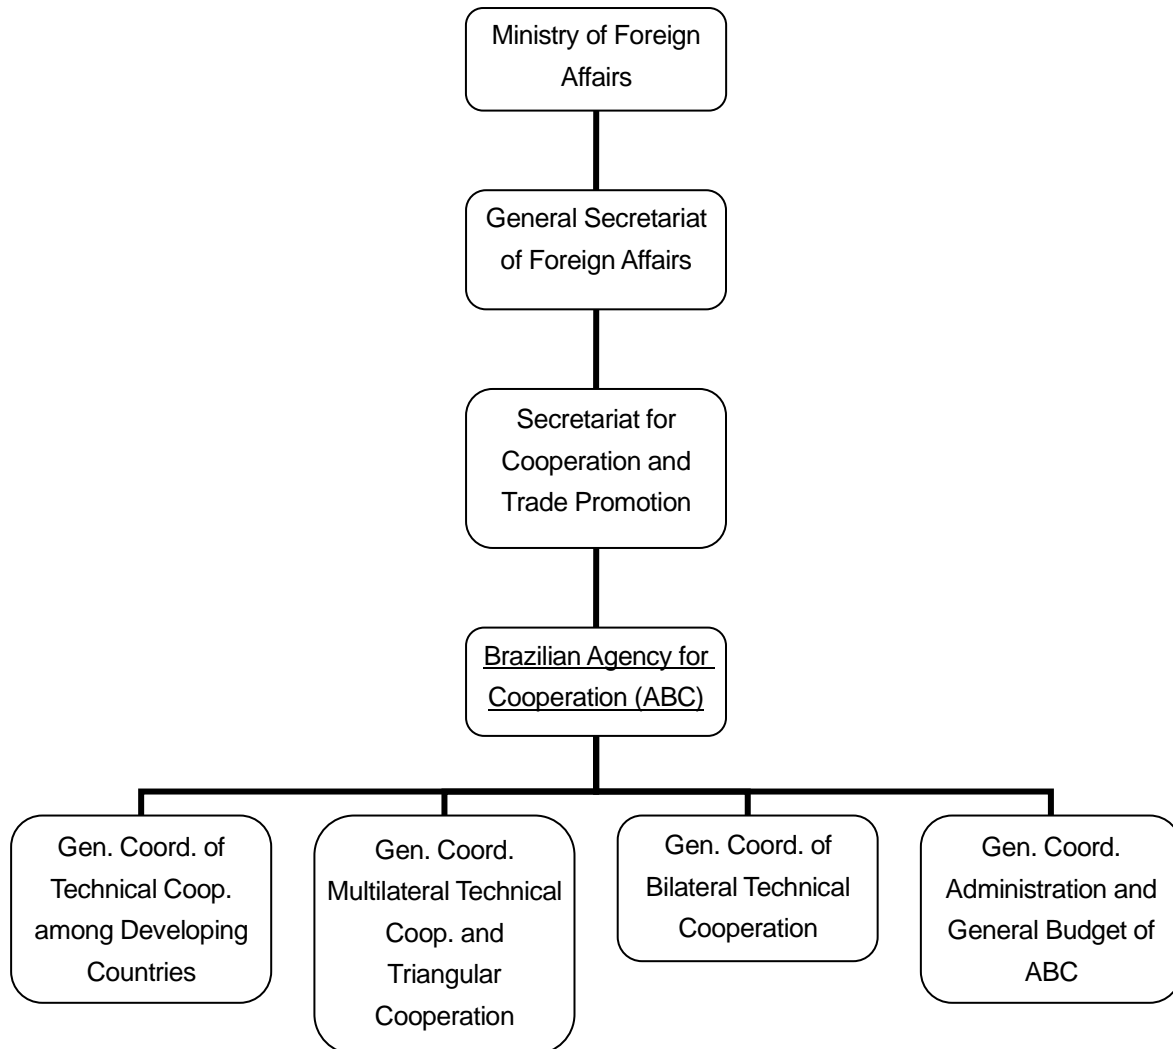 Ministry of Foreign
Affairs
General Secretariat
of Foreign Affairs
Secretariat for
Cooperation and
Trade Promotion
Brazilian Agency for
Cooperation (ABC)
Gen. Coord. of
Technical Coop.
among Developing
Countries
Gen. Coord.
Multilateral Technical
Coop. and
Triangular
Cooperation
Gen. Coord. of
Bilateral Technical
Cooperation
Gen. Coord.
Administration and
General Budget of
ABC